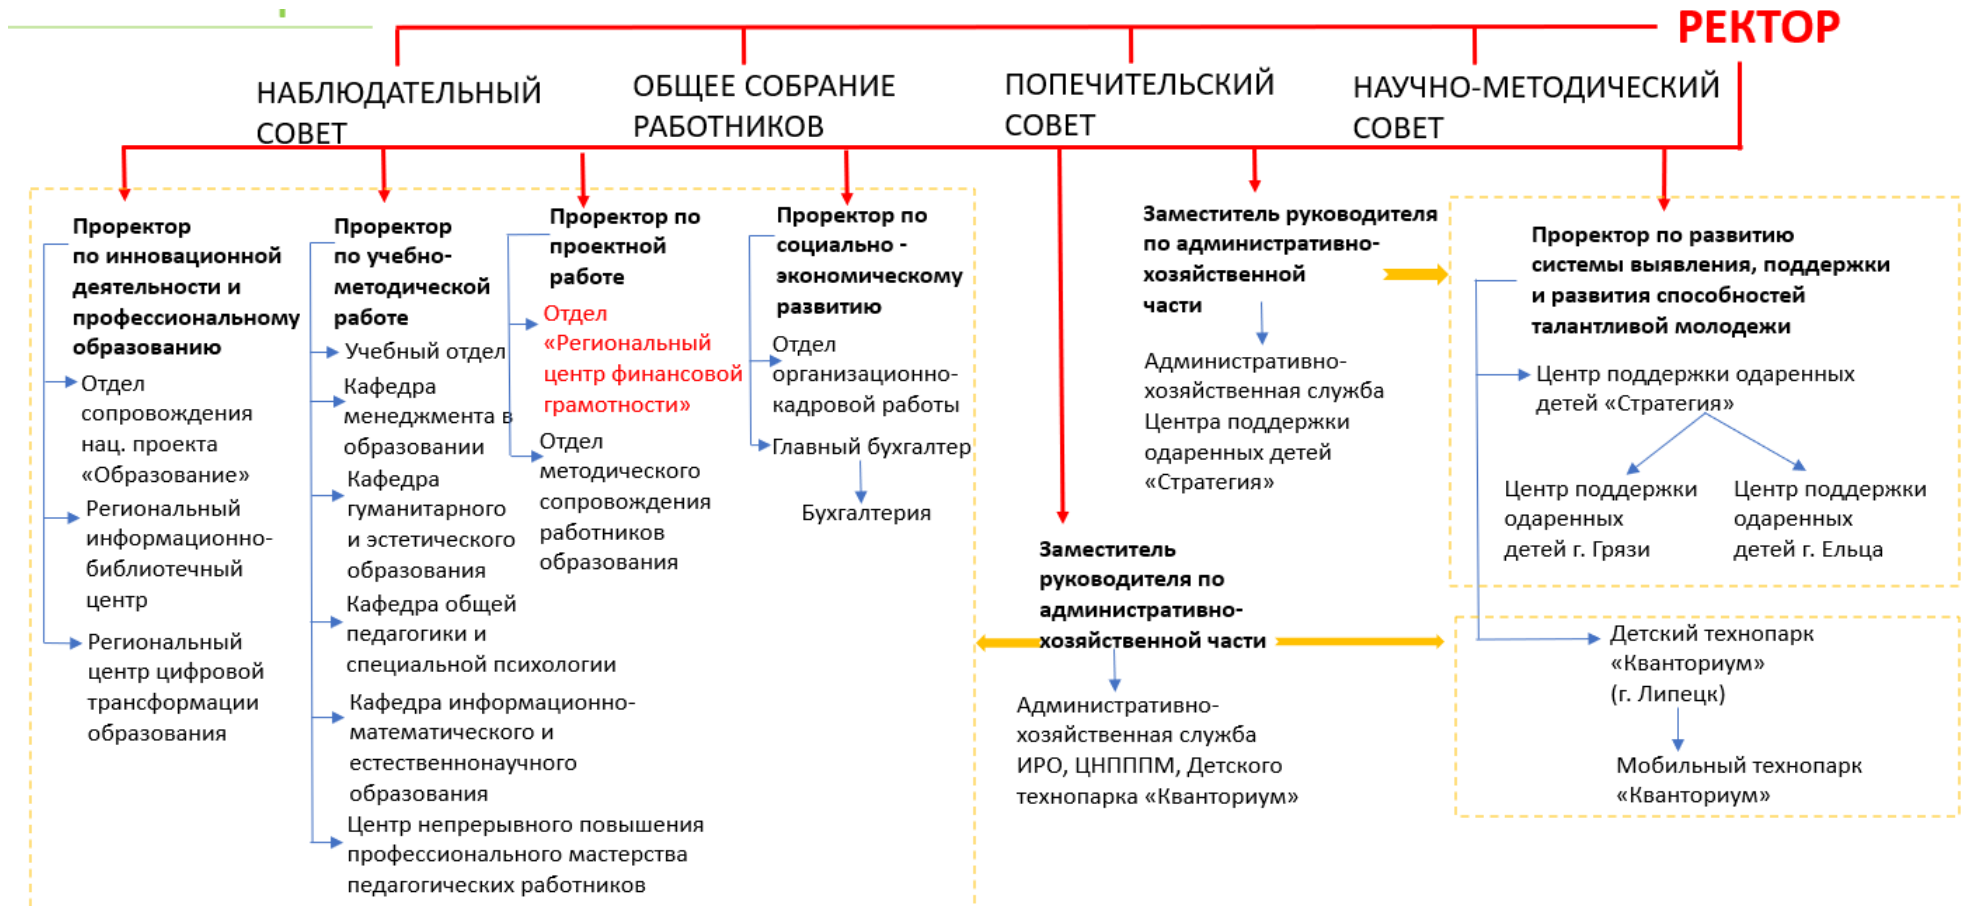 РЕКТОР
НАБЛЮДАТЕЛЬНЫЙ
СОВЕТ
ОБЩЕЕ СОБРАНИЕ
РАБОТНИКОВ
ПОПЕЧИТЕЛЬСКИЙ
СОВЕТ
НАУЧНО-МЕТОДИЧЕСКИЙ
СОВЕТ
Проректор
по инновационной
деятельности и
профессиональному
образованию
Отдел
сопровождения
нац. проекта
«Образование»
Региональный
информационно-
библиотечный
центр
Региональный
центр цифровой
трансформации
образования
Проректор
по учебно-
методической
работе
Учебный отдел
Кафедра
менеджмента в
образовании
Кафедра
гуманитарного
и эстетического
образования
Кафедра общей
педагогики и
специальной психологии
Кафедра информационно-
математического и
естественнонаучного
образования
Центр непрерывного повышения
профессионального мастерства
педагогических работников
Проректор по
проектной
работе
Отдел
«Региональный
центр финансовой
грамотности»
Отдел
методического
сопровождения
работников
образования
Проректор по
социально -
экономическому
развитию
Отдел
организационно-
кадровой работы
Главный бухгалтер
Бухгалтерия
Заместитель
руководителя по
административно-
хозяйственной части
Административно-
хозяйственная служба
ИРО, ЦНПППМ, Детского
технопарка «Кванториум»
Заместитель руководителя
по административно-
хозяйственной
части
Административно-
хозяйственная служба
Центра поддержки
одаренных детей
«Стратегия»
Проректор по развитию
системы выявления, поддержки
и развития способностей
талантливой молодежи
Центр поддержки одаренных
детей «Стратегия»
Центр поддержки
одаренных
детей г. Грязи
Центр поддержки
одаренных
детей г. Ельца
Детский технопарк
«Кванториум»
(г. Липецк)
Мобильный технопарк
«Кванториум»